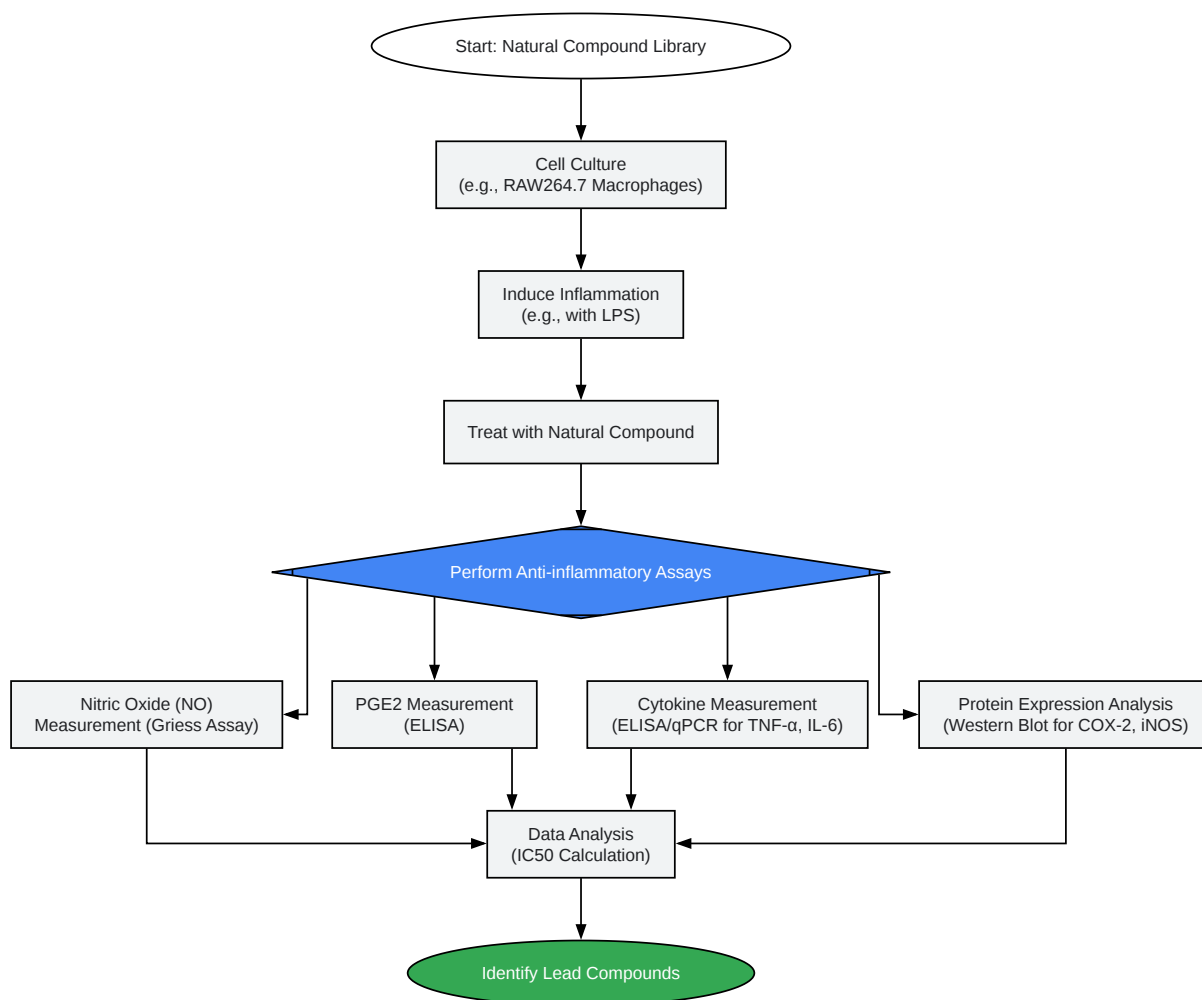 Start: Natural Compound Library
Cell Culture
(e.g., RAW264.7 Macrophages)
Induce Inflammation
(e.g., with LPS)
Treat with Natural Compound
Perform Anti-inflammatory Assays
Nitric Oxide (NO)
Measurement (Griess Assay)
PGE2 Measurement
(ELISA)
Cytokine Measurement
(ELISA/qPCR for TNF-α, IL-6)
Protein Expression Analysis
(Western Blot for COX-2, iNOS)
Data Analysis
(IC50 Calculation)
Identify Lead Compounds